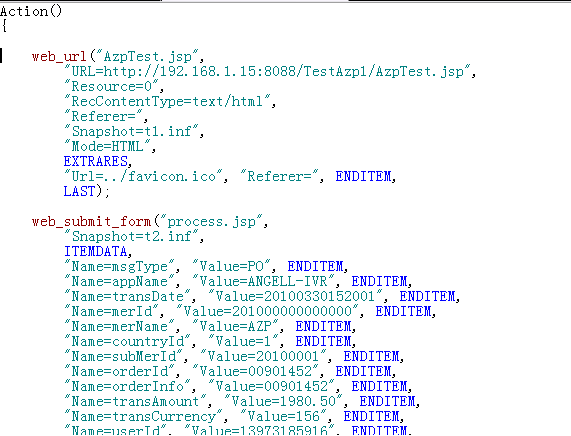 Action()
{
web_url("AzpTest.jsp",
"URL=http://192.168.1.15:8088/TestAzp1/AzpTest.jsp",
"Resource=0",
"RecContentType=text/html",
"Referer=",
"Snapshot=t1.inf",
"Mode=HTML",
EXTRARES,
"Url=../favicon.ico", "Referer=", ENDITEM,
LAST);
web_submit_form("process.jsp",
"Snapshot=t2.inf",
ITEMDATA,
"Name=msgType", "Value=PO", ENDITEM,
"Name=appName", "Value=ANGELL-IVR", ENDITEM,
"Name=transDate", "Value=20100330152001", ENDITEM,
"Name=merId", "Value=201000000000000", ENDITEM,
"Name=merName", "Value=AZP", ENDITEM,
"Name=countryId", "Value=1", ENDITEM,
"Name=subMerId", "Value=20100001", ENDITEM,
"Name=orderId", "Value=00901452", ENDITEM,
"Name=orderInfo", "Value=00901452", ENDITEM,
"Name=transAmount", "Value=1980.50", ENDITEM,
"Name=transCurrency", "Value=156", ENDITEM,
"Name=userId", "Value=13973185916", ENDITEM,